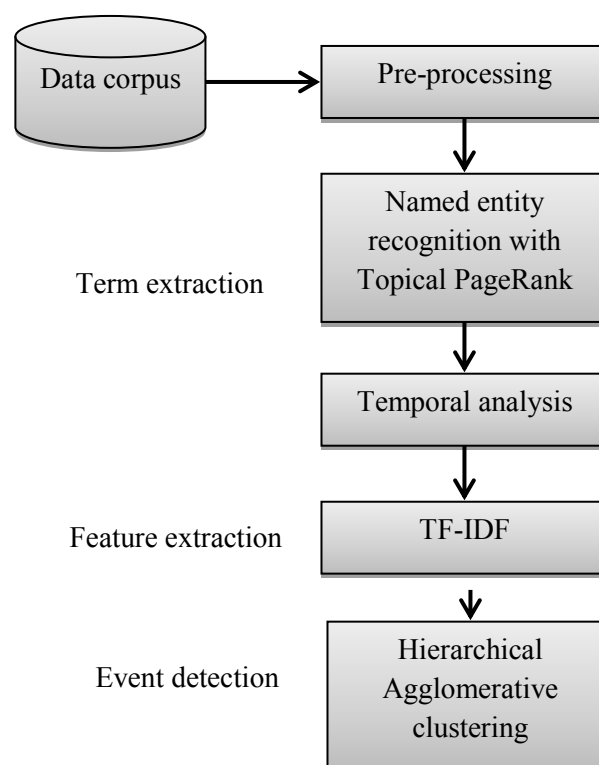 Data corpus
Pre-processing
Named entity
recognition with
Topical PageRank
Term extraction
Temporal analysis
TF-IDF
Feature extraction
Hierarchical
Agglomerative
clustering
Event detection